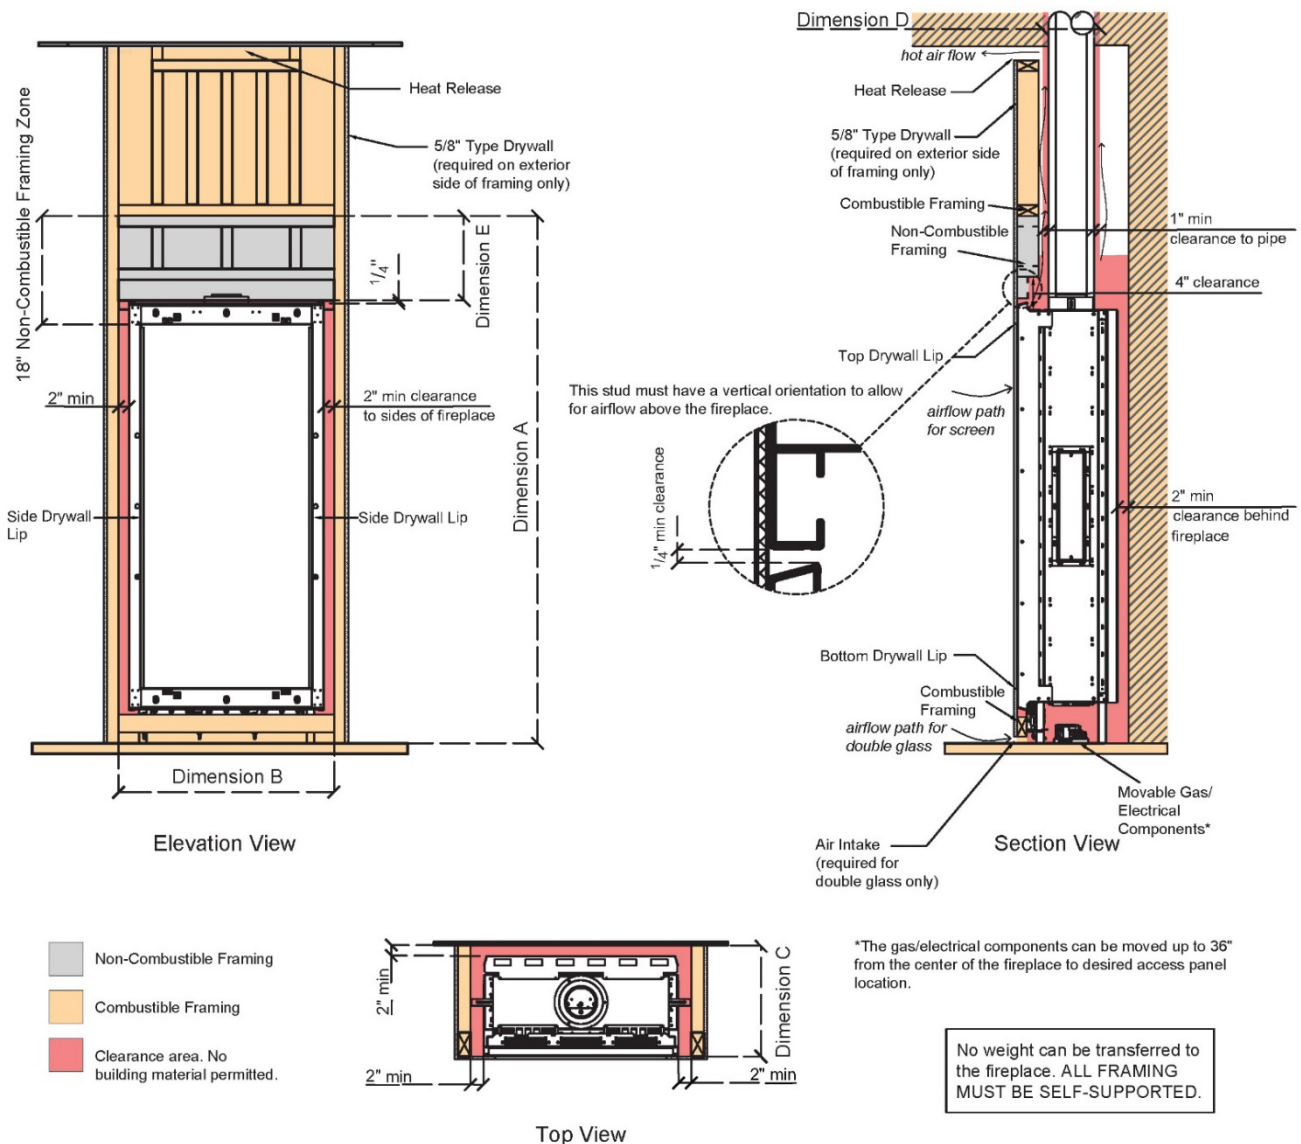 Heat Release
5/8" Type Drywall
(required on exterior
side of framing only)
18" Non-Combustible Framing Zone
1/4"
Dimension E
Dimension A
2" min
2" min clearance
to sides of fireplace
Side Drywall
Lip
Side Drywall Lip
Dimension B
Elevation View
Dimension D
hot air flow
Heat Release
5/8" Type Drywall
(required on exterior side
of framing only)
Combustible Framing
Non-Combustible
Framing
1" min
clearance to pipe
4" clearance
Top Drywall Lip
This stud must have a vertical orientation to allow
for airflow above the fireplace.
airflow path
for screen
1/4" min clearance
2" min
clearance behind
fireplace
Bottom Drywall Lip
Combustible
Framing
airflow path for
double glass
Movable Gas/
Electrical
Components*
Air Intake
(required for
double glass only)
Section View
Non-Combustible Framing
Combustible Framing
Clearance area. No
building material permitted.
2" min
Dimension C
2" min
2" min
Top View
*The gas/electrical components can be moved up to 36"
from the center of the fireplace to desired access panel
location.
No weight can be transferred to
the fireplace. ALL FRAMING
MUST BE SELF-SUPPORTED.